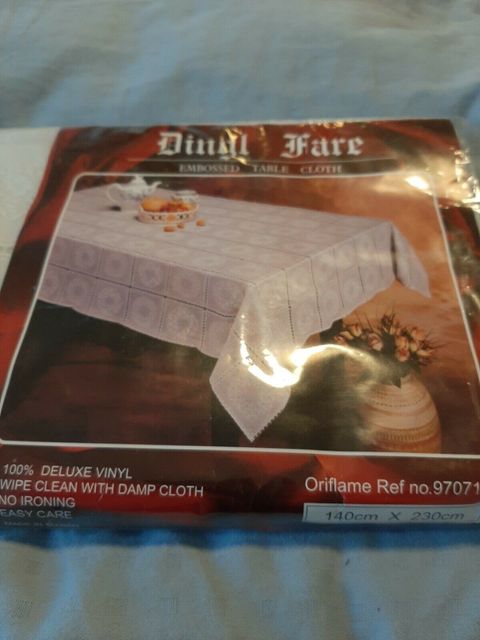 Dinyl Fare
EMBOSSED TABLE CLOTH
100% DELUXE VINYL
WIPE CLEAN WITH DAMP CLOTH
NO IRONING
EASY CARE
Oriflame Ref no.97071
140cm X 230cm